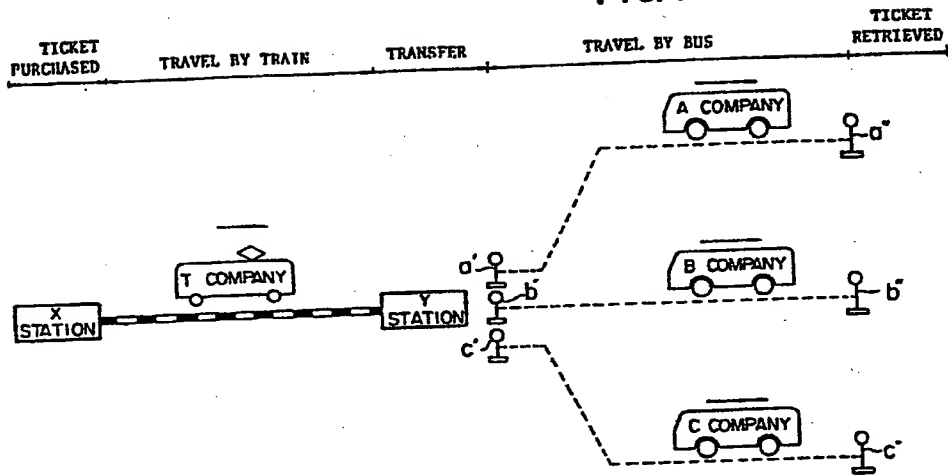 TICKET PURCHASED
TRAVEL BY TRAIN
TRANSFER
TRAVEL BY BUS
TICKET RETRIEVED
A COMPANY
a"
T COMPANY
a'
b'
B COMPANY
b"
X STATION
Y STATION
c'
C COMPANY
c"